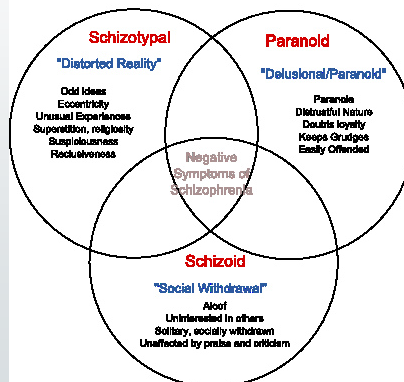 Schizotypal
"Distorted Reality"
Odd Ideas
Eccentricity
Unusual Experiences
Superstition, religiosity
Suspiciousness
Reclusiveness
Paranoid
"Delusional/Paranoid"
Paranoia
Distrustful Nature
Doubts loyalty
Keeps Grudges
Easily Offended
Negative
Symptoms of
Schizophrenia
Schizoid
"Social Withdrawal"
Aloof
Uninterested in others
Solitary, socially withdrawn
Unaffected by praise and criticism